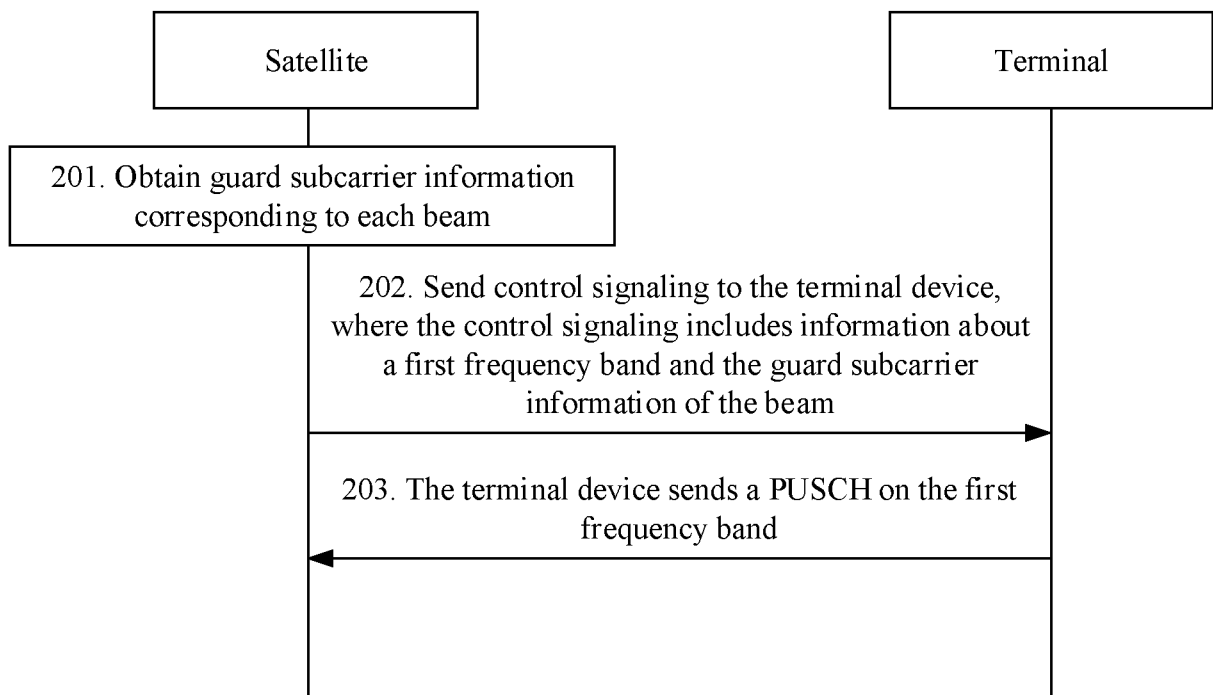 Satellite
Terminal
201. Obtain guard subcarrier information
corresponding to each beam
202. Send control signaling to the terminal device,
where the control signaling includes information about
a first frequency band and the guard subcarrier
information of the beam
203. The terminal device sends a PUSCH on the first
frequency band